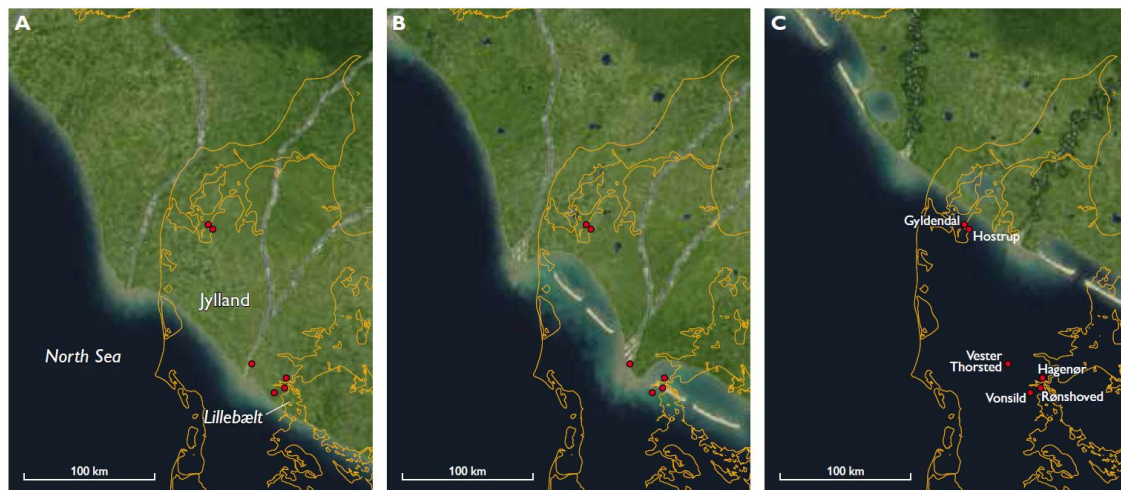 A
Jylland
North Sea
Lillebælt
100 km
B
100 km
C
Gyldendal
Hostrup
Vester
Thorsted
Hagenør
Vonsild
Rønshoved
100 km